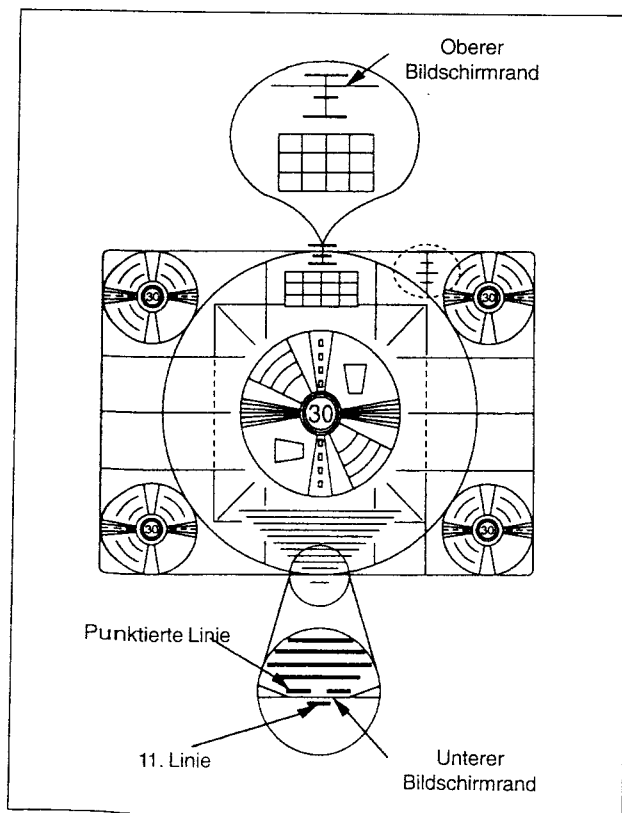 Oberer
Bildschirmrand
30
30
30
30
30
Punktierte Linie
11. Linie
Unterer
Bildschirmrand